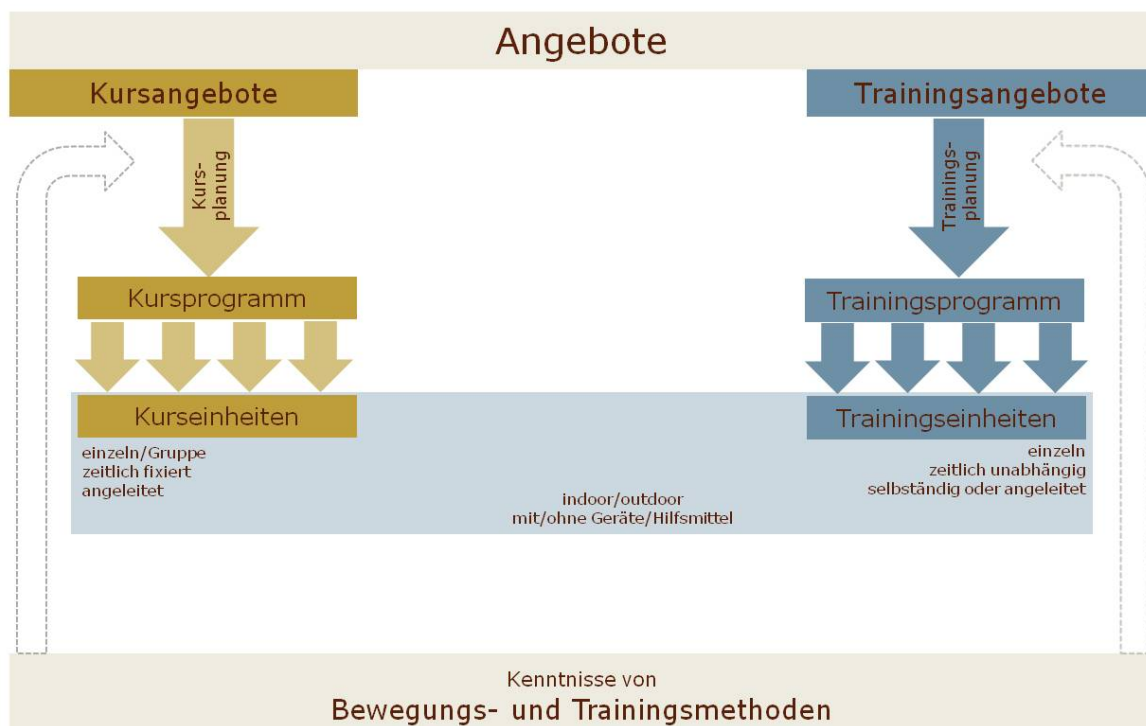 Angebote
Kursangebote
Trainingsangebote
Kurs-
planung
Trainings-
planung
Kursprogramm
Trainingsprogramm
Kurseinheiten
Trainingseinheiten
einzeln/Gruppe
zeitlich fixiert
angeleitet
einzeln
zeitlich unabhängig
selbständig oder angeleitet
indoor/outdoor
mit/ohne Geräte/Hilfsmittel
Kenntnisse von
Bewegungs- und Trainingsmethoden